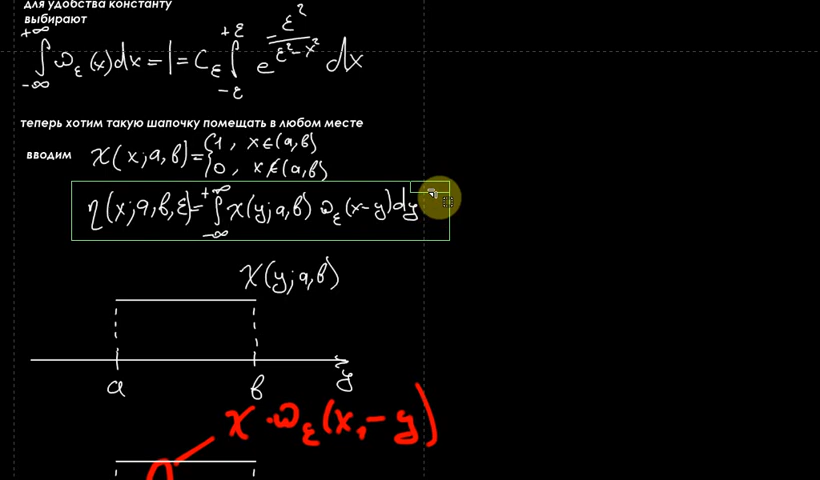 для удобства константу
выбирают
∫_{-∞}^{+∞} ω_ε(x)dx = 1 = C_ε ∫_{-ε}^{+ε} e^{-ε²/(ε²-x²)} dx
теперь хотим такую шапочку помещать в любом месте
вводим χ(x;a,b) = {1, x∈(a,b)
0, x∉(a,b)
η(x;a,b,ε) = ∫_{-∞}^{+∞} χ(y;a,b) ω_ε(x-y)dy
χ(y;a,b)
a b y
χ·ω_ε(x₁-y)